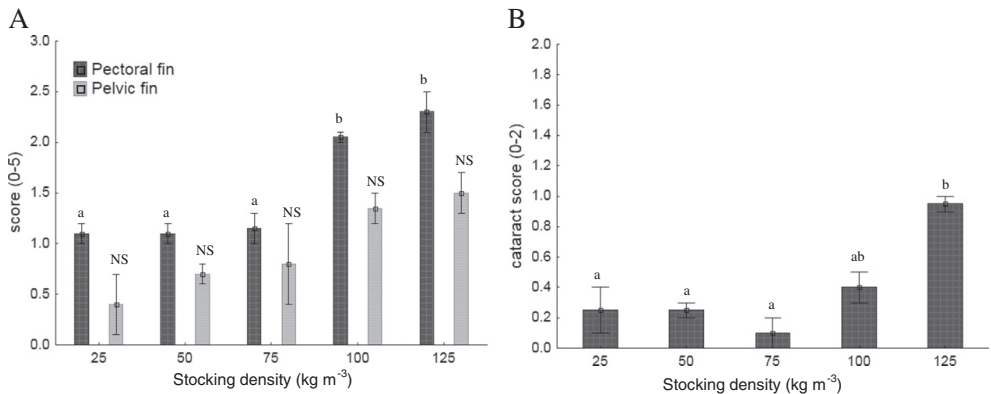 A
3.0
2.5
2.0
1.5
1.0
0.5
0.0
score (0-5)
Pectoral fin
Pelvic fin
a
NS
a
NS
a
NS
b
NS
b
NS
25
50
75
100
125
Stocking density (kg m-3)
B
2.0
1.8
1.6
1.4
1.2
1.0
0.8
0.6
0.4
0.2
0.0
cataract score (0-2)
a
a
a
ab
b
25
50
75
100
125
Stocking density (kg m-3)